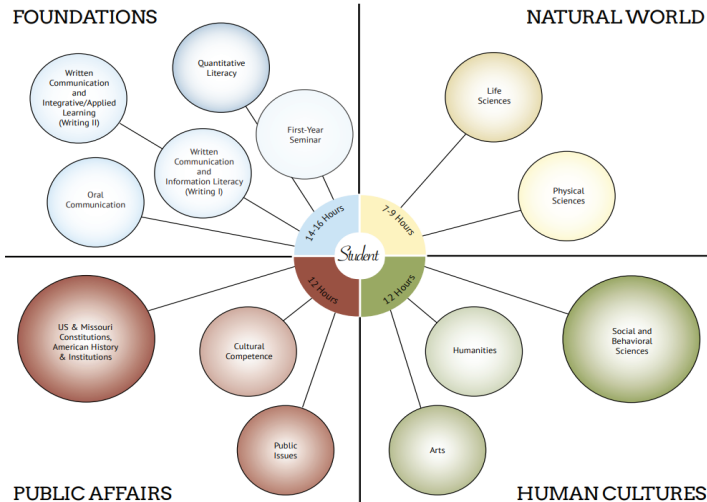 FOUNDATIONS
NATURAL WORLD
Quantitative
Literacy
Written
Communication
and
Integrative/Applied
Learning
(Writing II)
First-Year
Seminar
Written
Communication
and
Information Literacy
(Writing I)
Oral
Communication
Life
Sciences
Physical
Sciences
14-16 Hours
7-9 Hours
Student
12 Hours
12 Hours
US & Missouri
Constitutions,
American History
& Institutions
Cultural
Competence
Public
Issues
Humanities
Social and
Behavioral
Sciences
Arts
PUBLIC AFFAIRS
HUMAN CULTURES